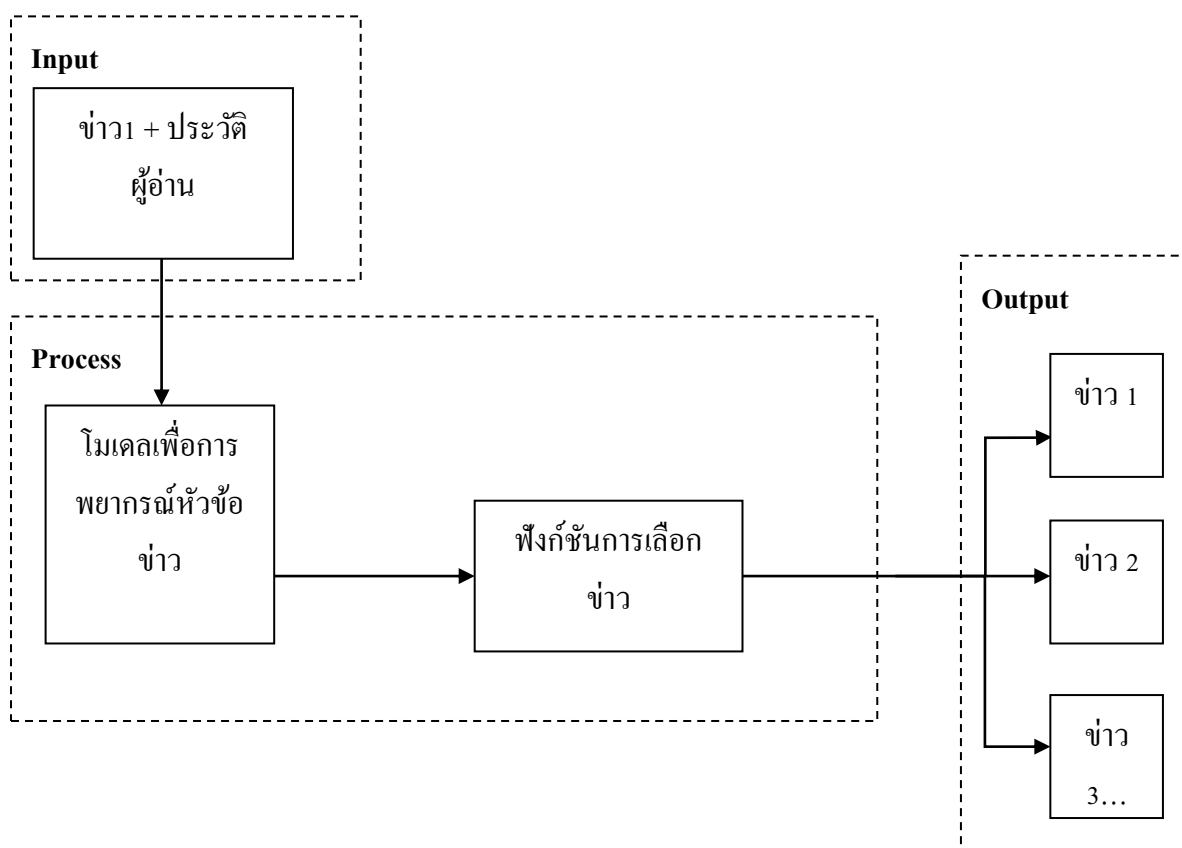 Input
ข่าว1 + ประวัติ
ผู้อ่าน
Process
โมเดลเพื่อการ
พยากรณ์หัวข้อ
ข่าว
ฟังก์ชันการเลือก
ข่าว
Output
ข่าว 1
ข่าว 2
ข่าว
3…